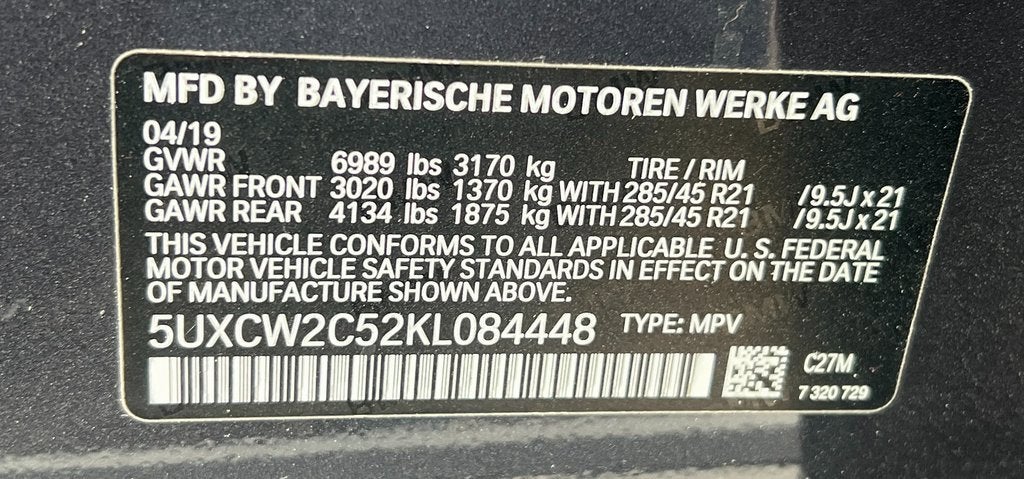 MFD BY BAYERISCHE MOTOREN WERKE AG
04/19
GVWR 6989 lbs 3170 kg TIRE / RIM
GAWR FRONT 3020 lbs 1370 kg WITH 285/45 R21 /9.5J x 21
GAWR REAR 4134 lbs 1875 kg WITH 285/45 R21 /9.5J x 21
THIS VEHICLE CONFORMS TO ALL APPLICABLE U. S. FEDERAL
MOTOR VEHICLE SAFETY STANDARDS IN EFFECT ON THE DATE
OF MANUFACTURE SHOWN ABOVE.
5UXCW2C52KL084448 TYPE: MPV
C27M
7 320 729